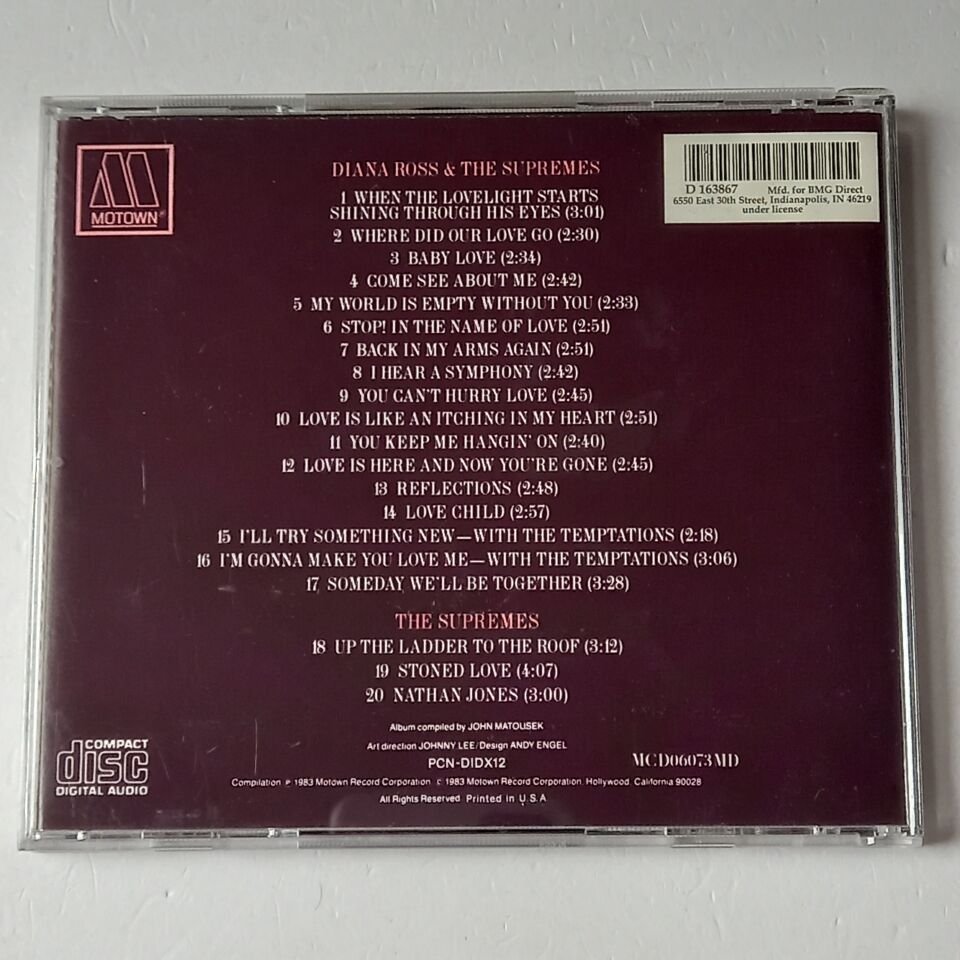 MOTOWN®
D 163867 Mfd. for BMG Direct
6550 East 30th Street, Indianapolis, IN 46219
under license
DIANA ROSS & THE SUPREMES
1 WHEN THE LOVELIGHT STARTS
SHINING THROUGH HIS EYES (3:01)
2 WHERE DID OUR LOVE GO (2:30)
3 BABY LOVE (2:34)
4 COME SEE ABOUT ME (2:42)
5 MY WORLD IS EMPTY WITHOUT YOU (2:33)
6 STOP! IN THE NAME OF LOVE (2:51)
7 BACK IN MY ARMS AGAIN (2:51)
8 I HEAR A SYMPHONY (2:42)
9 YOU CAN'T HURRY LOVE (2:45)
10 LOVE IS LIKE AN ITCHING IN MY HEART (2:51)
11 YOU KEEP ME HANGIN' ON (2:40)
12 LOVE IS HERE AND NOW YOU'RE GONE (2:45)
13 REFLECTIONS (2:48)
14 LOVE CHILD (2:57)
15 I'LL TRY SOMETHING NEW—WITH THE TEMPTATIONS (2:18)
16 I'M GONNA MAKE YOU LOVE ME—WITH THE TEMPTATIONS (3:06)
17 SOMEDAY WE'LL BE TOGETHER (3:28)
THE SUPREMES
18 UP THE LADDER TO THE ROOF (3:12)
19 STONED LOVE (4:07)
20 NATHAN JONES (3:00)
Album compiled by JOHN MATOUSEK
Art direction JOHNNY LEE/Design ANDY ENGEL
PCN-DIDX12
MCD06073MD
COMPACT
disc
DIGITAL AUDIO
Compilation ℗ 1983 Motown Record Corporation. © 1983 Motown Record Corporation, Hollywood, California 90028
All Rights Reserved. Printed in U.S.A